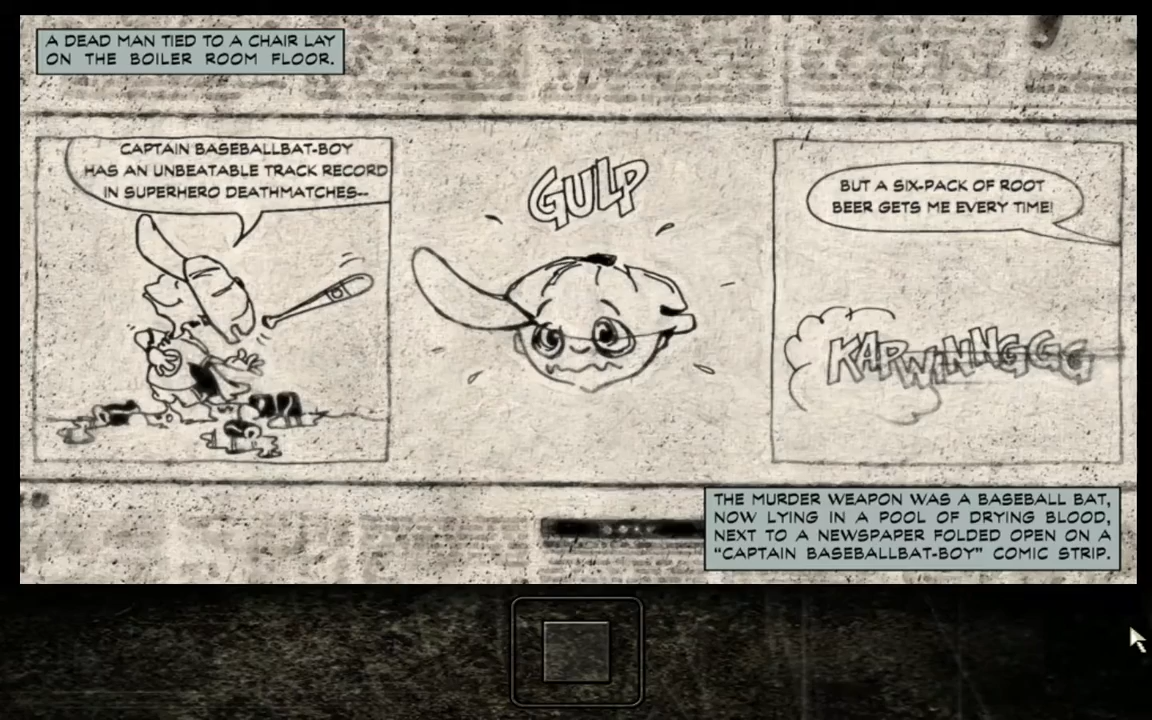 A DEAD MAN TIED TO A CHAIR LAY
ON THE BOILER ROOM FLOOR.
CAPTAIN BASEBALLBAT-BOY
HAS AN UNBEATABLE TRACK RECORD
IN SUPERHERO DEATHMATCHES--
GULP
BUT A SIX-PACK OF ROOT
BEER GETS ME EVERY TIME!
KAPWINNGGG
THE MURDER WEAPON WAS A BASEBALL BAT,
NOW LYING IN A POOL OF DRYING BLOOD,
NEXT TO A NEWSPAPER FOLDED OPEN ON A
"CAPTAIN BASEBALLBAT-BOY" COMIC STRIP.